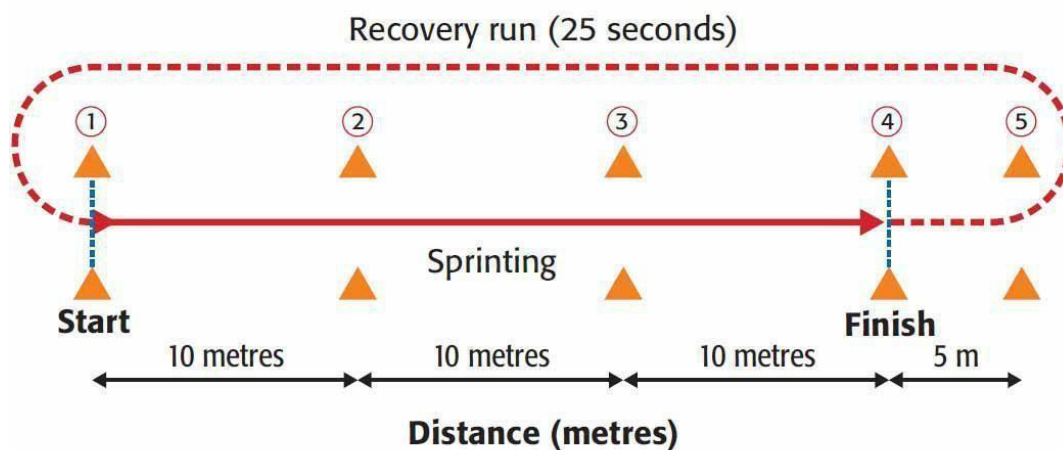 Recovery run (25 seconds)
1 2 3 4 5
Sprinting
Start Finish
10 metres 10 metres 10 metres 5 m
Distance (metres)